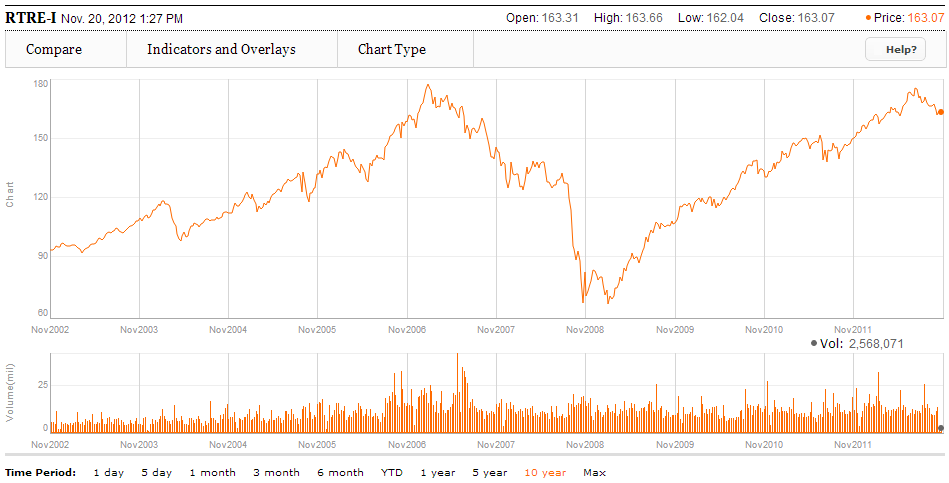 RTRE-I Nov. 20, 2012 1:27 PM Open: 163.31 High: 163.66 Low: 162.04 Close: 163.07 Price: 163.07
Compare Indicators and Overlays Chart Type Help?
180
150
120
90
60
Chart
Nov2002 Nov2003 Nov2004 Nov2005 Nov2006 Nov2007 Nov2008 Nov2009 Nov2010 Nov2011
Vol: 2,568,071
25
0
Volume(mil)
Nov2002 Nov2003 Nov2004 Nov2005 Nov2006 Nov2007 Nov2008 Nov2009 Nov2010 Nov2011
Time Period: 1 day 5 day 1 month 3 month 6 month YTD 1 year 5 year 10 year Max